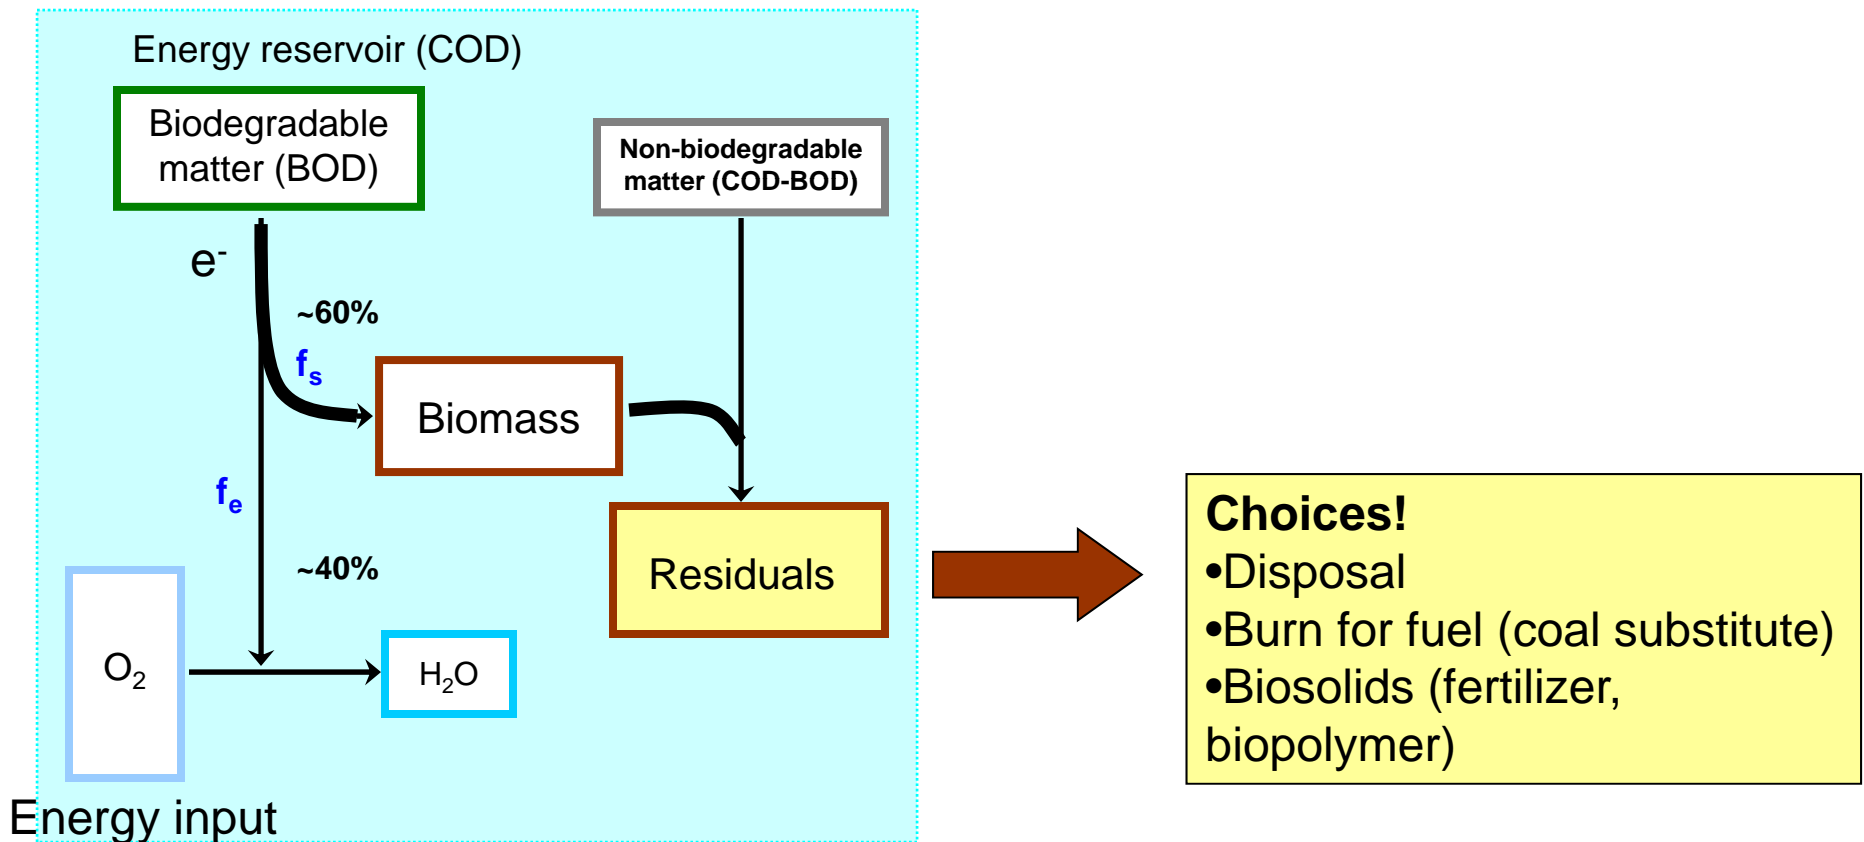 Energy reservoir (COD)
Biodegradable
matter (BOD)
Non-biodegradable
matter (COD-BOD)
e⁻
~60%
fₛ
Biomass
fₑ
~40%
Residuals
O₂
H₂O
Energy input
Choices!
•Disposal
•Burn for fuel (coal substitute)
•Biosolids (fertilizer,
biopolymer)